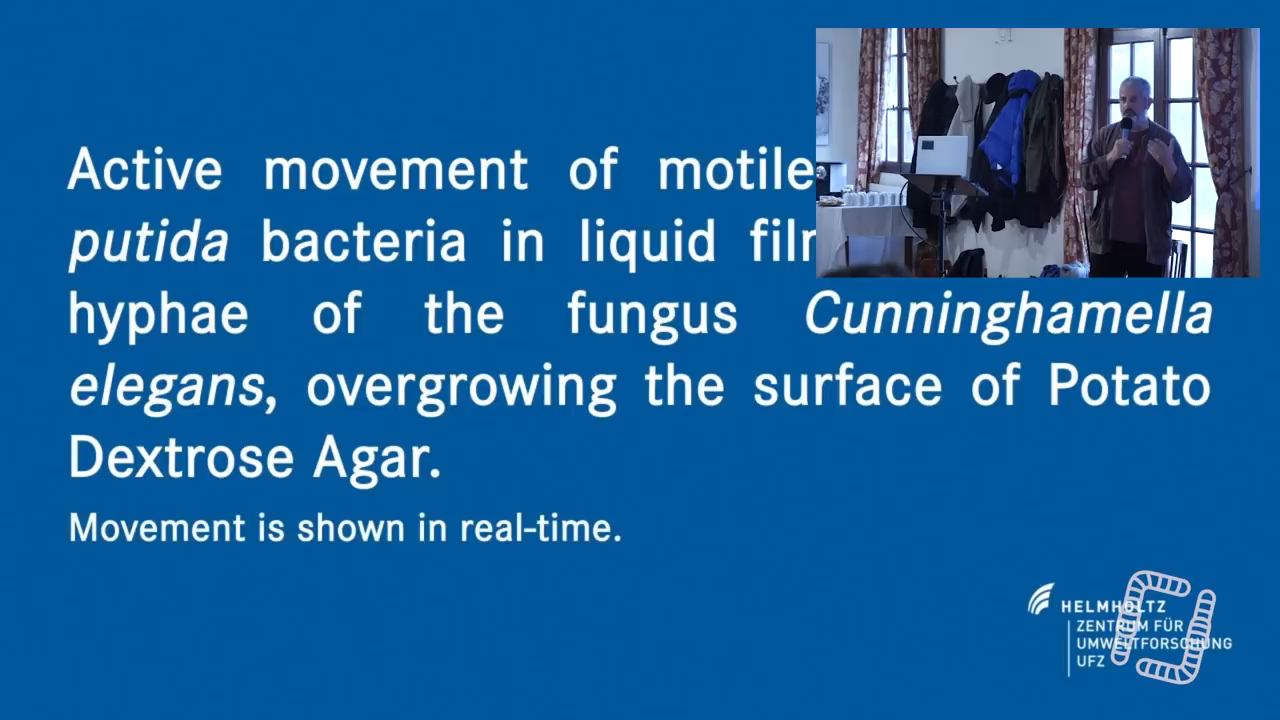 Active movement of motile
putida bacteria in liquid
hyphae of the fungus Cunninghamella
elegans, overgrowing the surface of Potato
Dextrose Agar.
Movement is shown in real-time.
HELMHOLTZ
ZENTRUM FÜR
UMWELTFORSCHUNG
UFZ